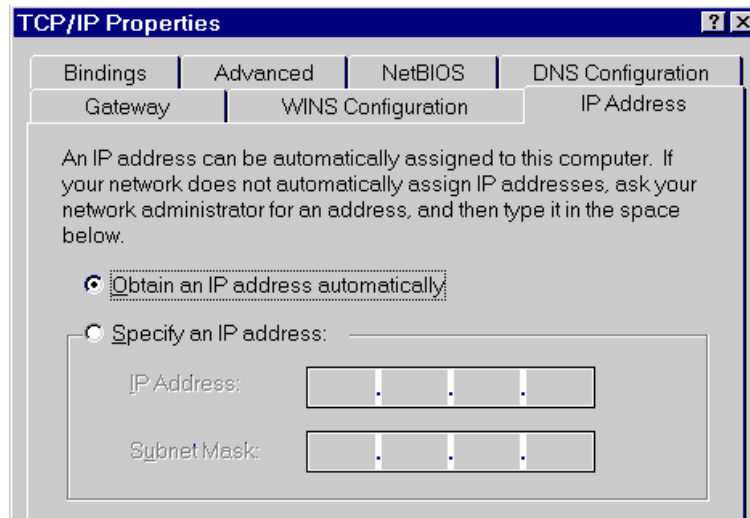 TCP/IP Properties
Bindings Advanced NetBIOS DNS Configuration
Gateway WINS Configuration IP Address
An IP address can be automatically assigned to this computer. If
your network does not automatically assign IP addresses, ask your
network administrator for an address, and then type it in the space
below.
Obtain an IP address automatically
Specify an IP address:
IP Address:
Subnet Mask: